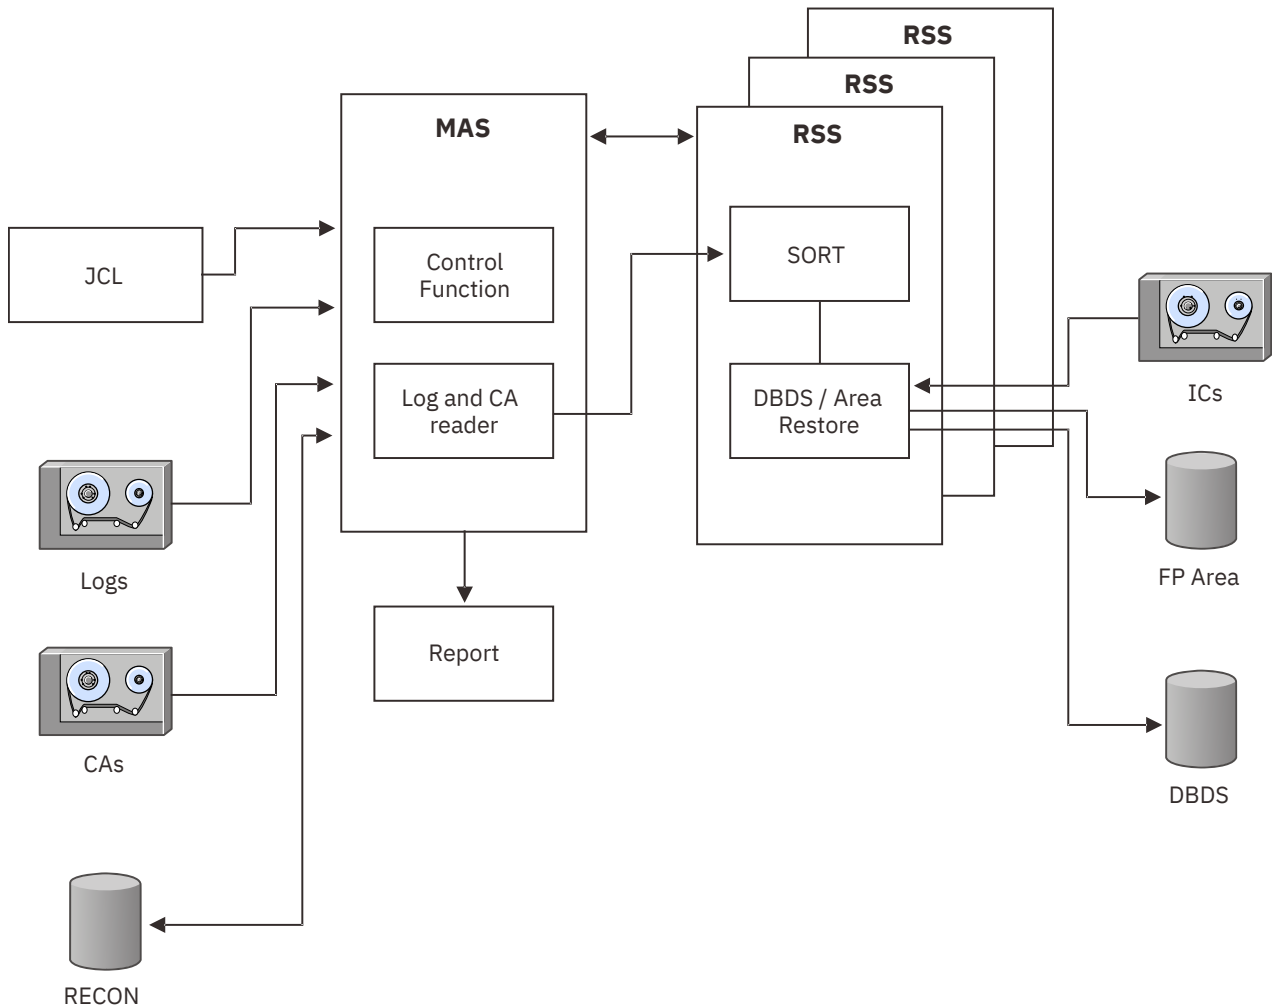 RSS
RSS
RSS
MAS
JCL
Control
Function
SORT
Log and CA
reader
DBDS / Area
Restore
ICs
Logs
FP Area
Report
CAs
DBDS
RECON